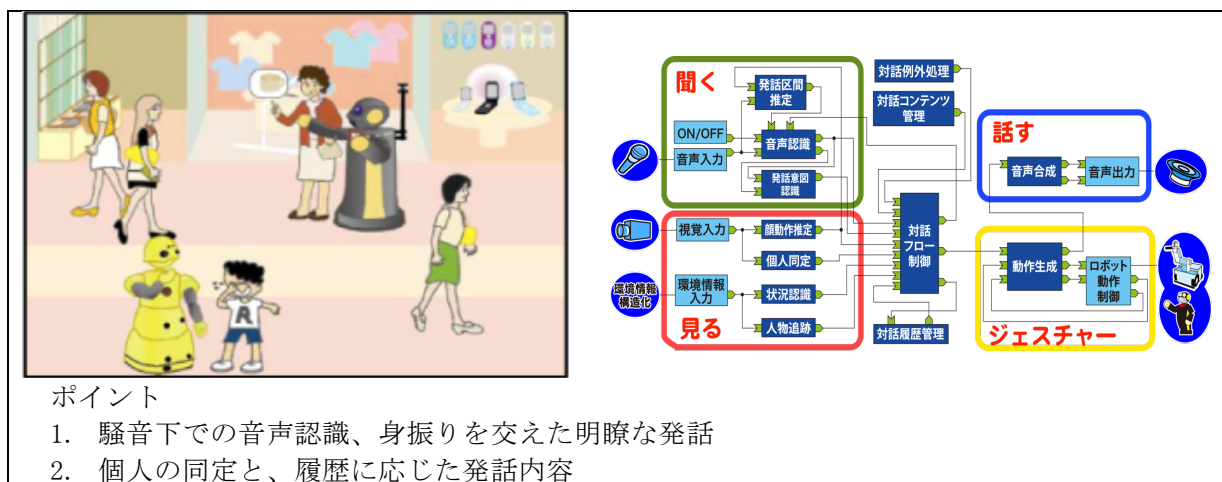 R
聞く
発話区間
推定
ON/OFF
音声入力
音声認識
発話意図
認識
視覚入力
顔動作推定
個人同定
環境情報
構造化
環境情報
入力
状況認識
人物追跡
見る
対話例外処理
対話コンテンツ
管理
対話
フロー
制御
対話履歴管理
話す
音声合成
音声出力
動作生成
ロボット
動作
制御
ジェスチャー
ポイント
1. 騒音下での音声認識、身振りを交えた明瞭な発話
2. 個人の同定と、履歴に応じた発話内容